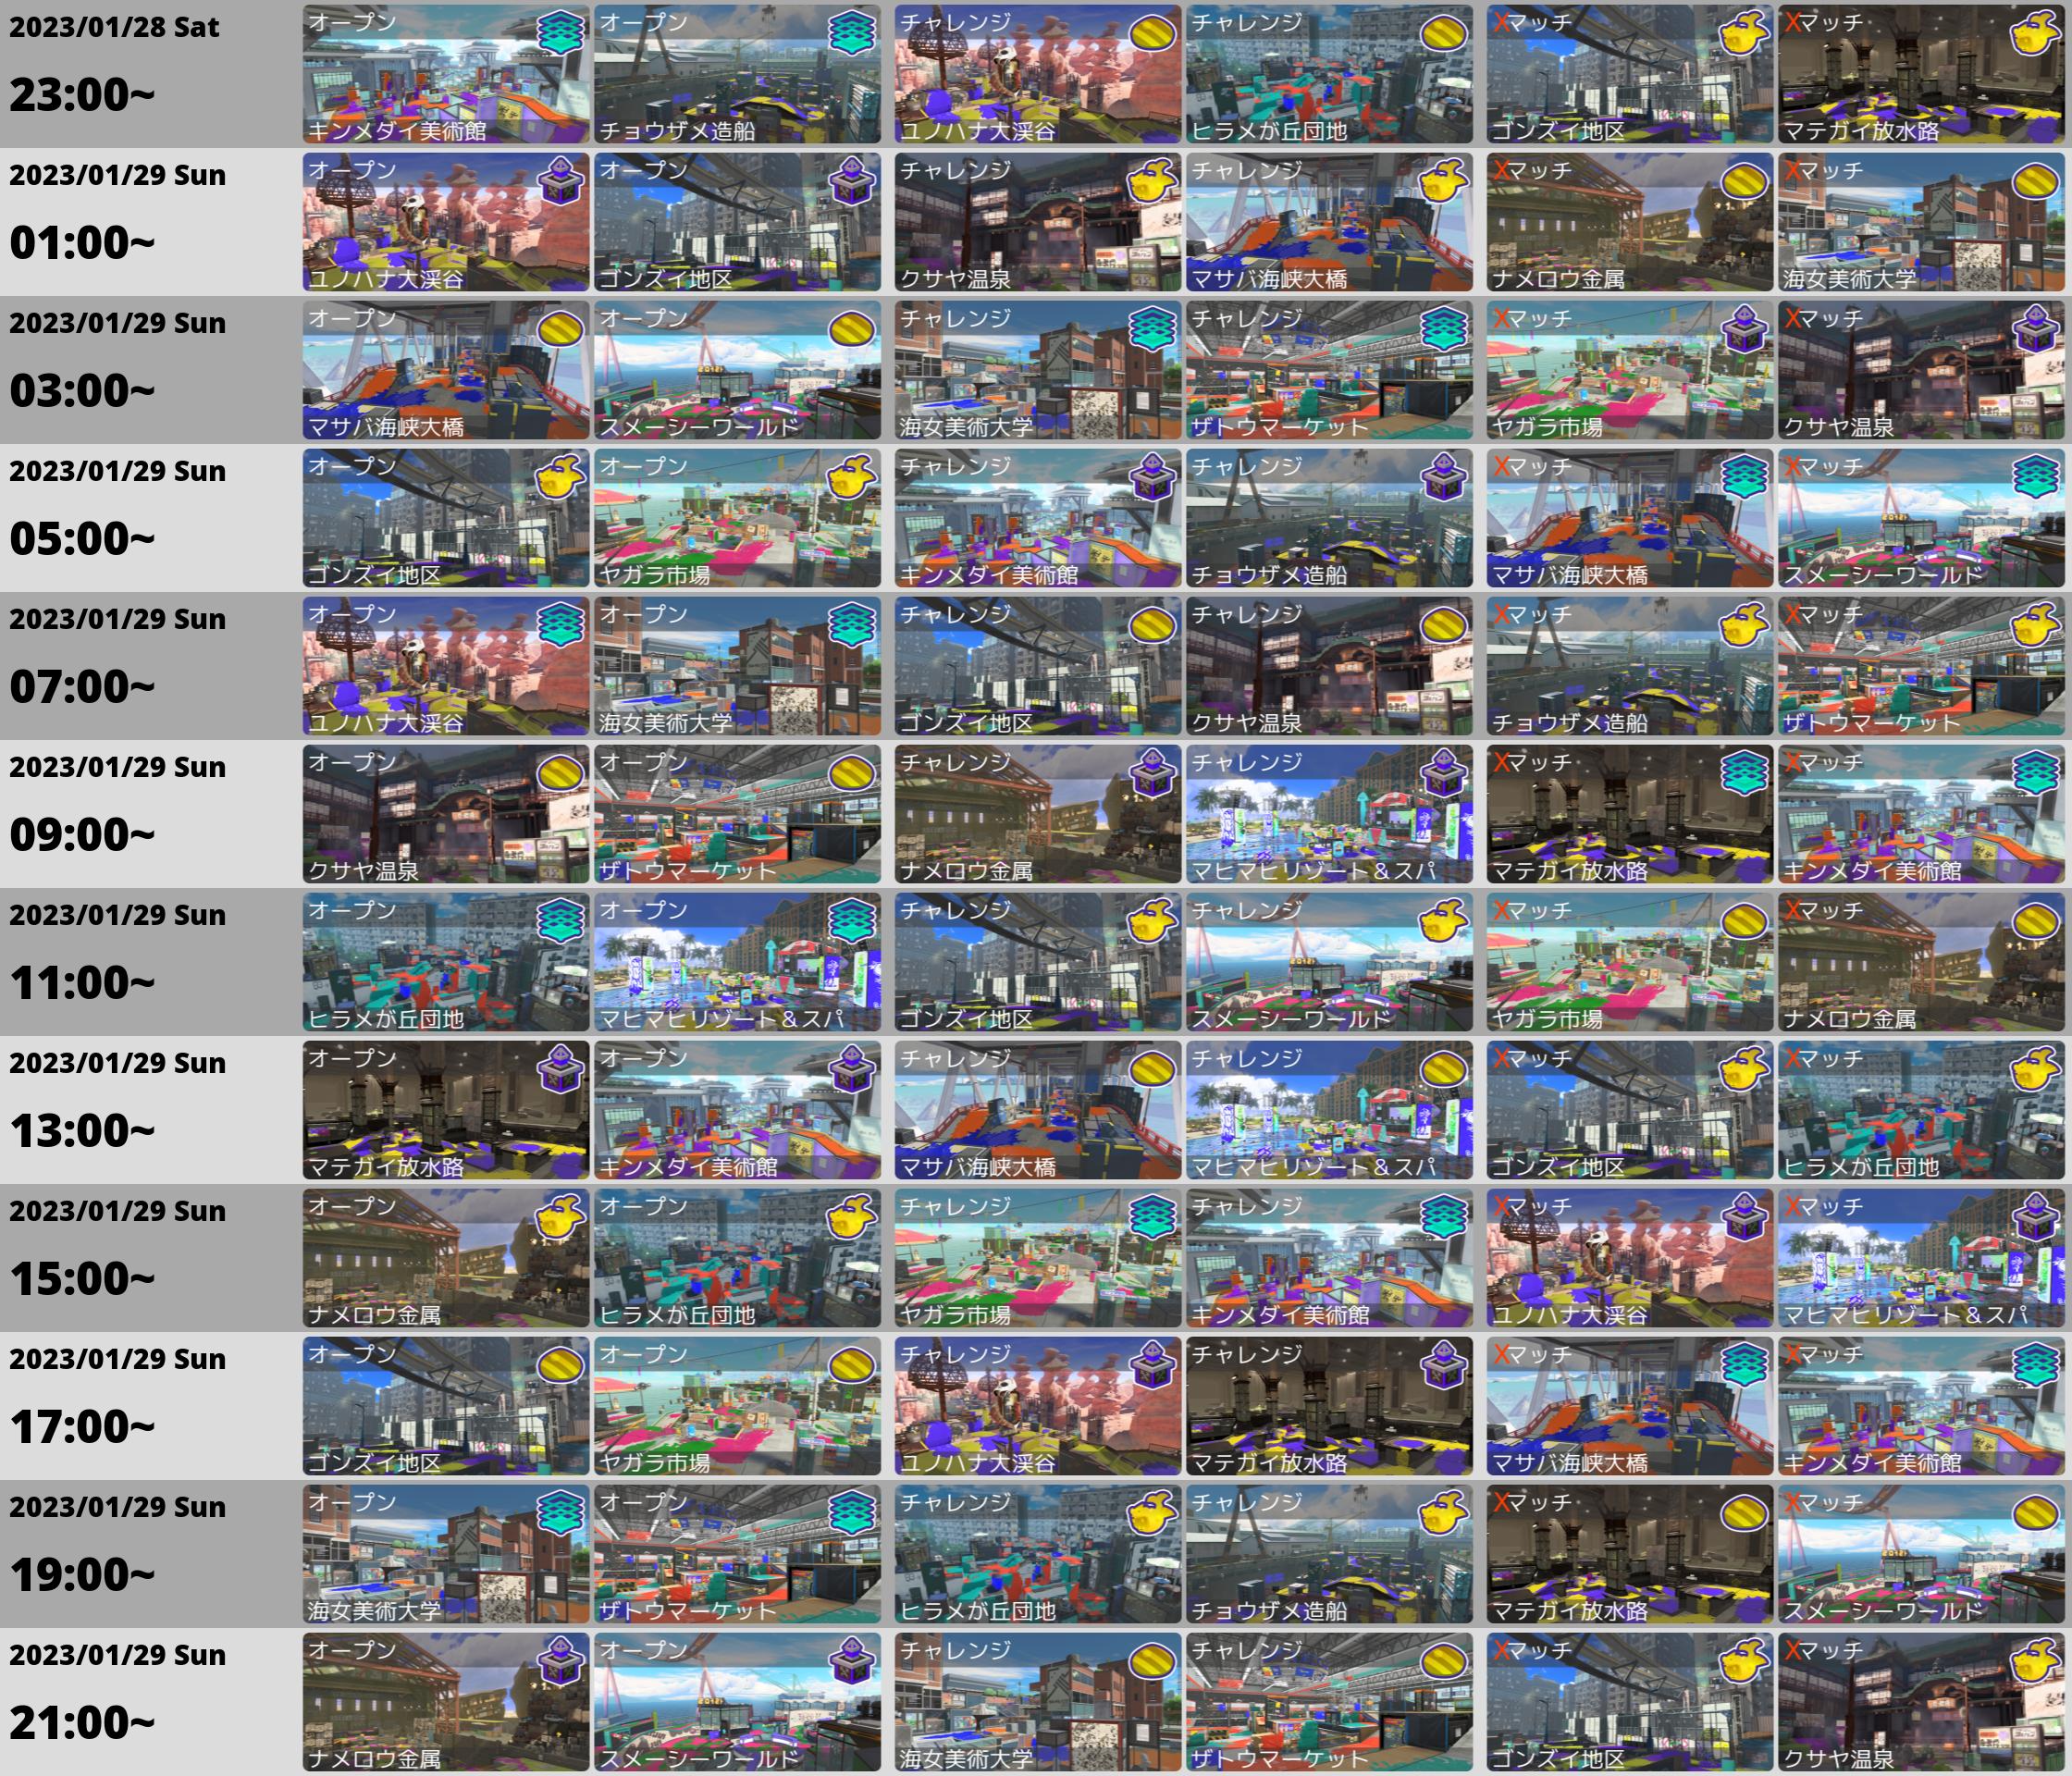 2023/01/28 Sat
23:00~
オープン オープン チャレンジ チャレンジ Xマッチ Xマッチ
キンメダイ美術館 チョウザメ造船 ユノハナ大渓谷 ヒラメが丘団地 ゴンズイ地区 マテガイ放水路
2023/01/29 Sun
01:00~
オープン オープン チャレンジ チャレンジ Xマッチ Xマッチ
ユノハナ大渓谷 ゴンズイ地区 クサヤ温泉 マサバ海峡大橋 ナメロウ金属 海女美術大学
2023/01/29 Sun
03:00~
オープン オープン チャレンジ チャレンジ Xマッチ Xマッチ
マサバ海峡大橋 スメーシーワールド 海女美術大学 ザトウマーケット ヤガラ市場 クサヤ温泉
2023/01/29 Sun
05:00~
オープン オープン チャレンジ チャレンジ Xマッチ Xマッチ
ゴンズイ地区 ヤガラ市場 キンメダイ美術館 チョウザメ造船 マサバ海峡大橋 スメーシーワールド
2023/01/29 Sun
07:00~
オープン オープン チャレンジ チャレンジ Xマッチ Xマッチ
ユノハナ大渓谷 海女美術大学 ゴンズイ地区 クサヤ温泉 チョウザメ造船 ザトウマーケット
2023/01/29 Sun
09:00~
オープン オープン チャレンジ チャレンジ Xマッチ Xマッチ
クサヤ温泉 ザトウマーケット ナメロウ金属 マヒマヒリゾート&スパ マテガイ放水路 キンメダイ美術館
2023/01/29 Sun
11:00~
オープン オープン チャレンジ チャレンジ Xマッチ Xマッチ
ヒラメが丘団地 マヒマヒリゾート&スパ ゴンズイ地区 スメーシーワールド ヤガラ市場 ナメロウ金属
2023/01/29 Sun
13:00~
オープン オープン チャレンジ チャレンジ Xマッチ Xマッチ
マテガイ放水路 キンメダイ美術館 マサバ海峡大橋 マヒマヒリゾート&スパ ゴンズイ地区 ヒラメが丘団地
2023/01/29 Sun
15:00~
オープン オープン チャレンジ チャレンジ Xマッチ Xマッチ
ナメロウ金属 ヒラメが丘団地 ヤガラ市場 キンメダイ美術館 ユノハナ大渓谷 マヒマヒリゾート&スパ
2023/01/29 Sun
17:00~
オープン オープン チャレンジ チャレンジ Xマッチ Xマッチ
ゴンズイ地区 ヤガラ市場 ユノハナ大渓谷 マテガイ放水路 マサバ海峡大橋 キンメダイ美術館
2023/01/29 Sun
19:00~
オープン オープン チャレンジ チャレンジ Xマッチ Xマッチ
海女美術大学 ザトウマーケット ヒラメが丘団地 チョウザメ造船 マテガイ放水路 スメーシーワールド
2023/01/29 Sun
21:00~
オープン オープン チャレンジ チャレンジ Xマッチ Xマッチ
ナメロウ金属 スメーシーワールド 海女美術大学 ザトウマーケット ゴンズイ地区 クサヤ温泉